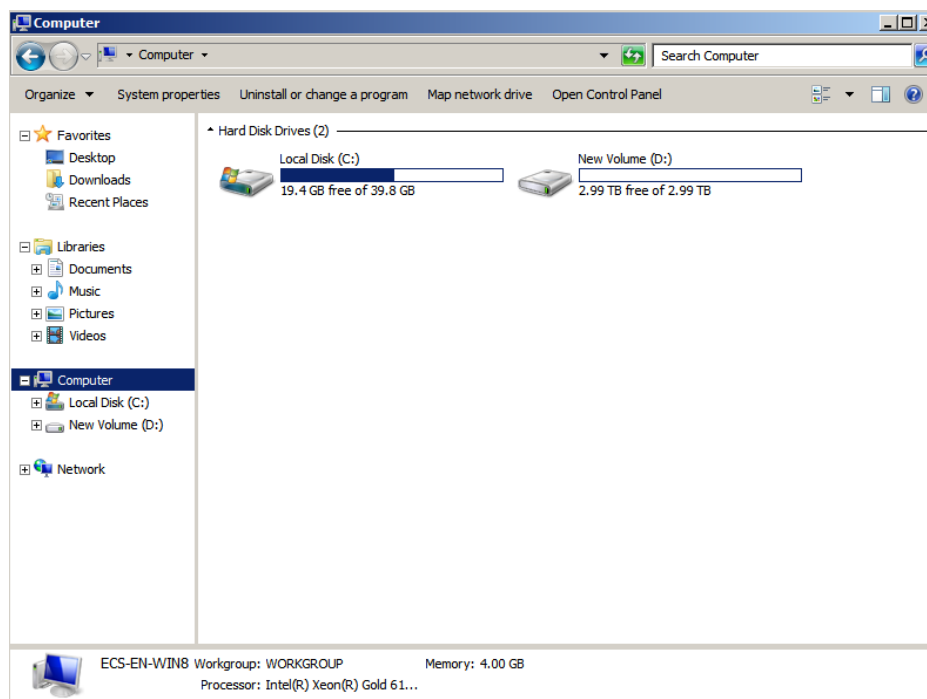 Computer
Computer
Search Computer
Organize System properties Uninstall or change a program Map network drive Open Control Panel
Favorites
Desktop
Downloads
Recent Places
Libraries
Documents
Music
Pictures
Videos
Computer
Local Disk (C:)
New Volume (D:)
Network
Hard Disk Drives (2)
Local Disk (C:)
19.4 GB free of 39.8 GB
New Volume (D:)
2.99 TB free of 2.99 TB
ECS-EN-WIN8 Workgroup: WORKGROUP Memory: 4.00 GB
Processor: Intel(R) Xeon(R) Gold 61...